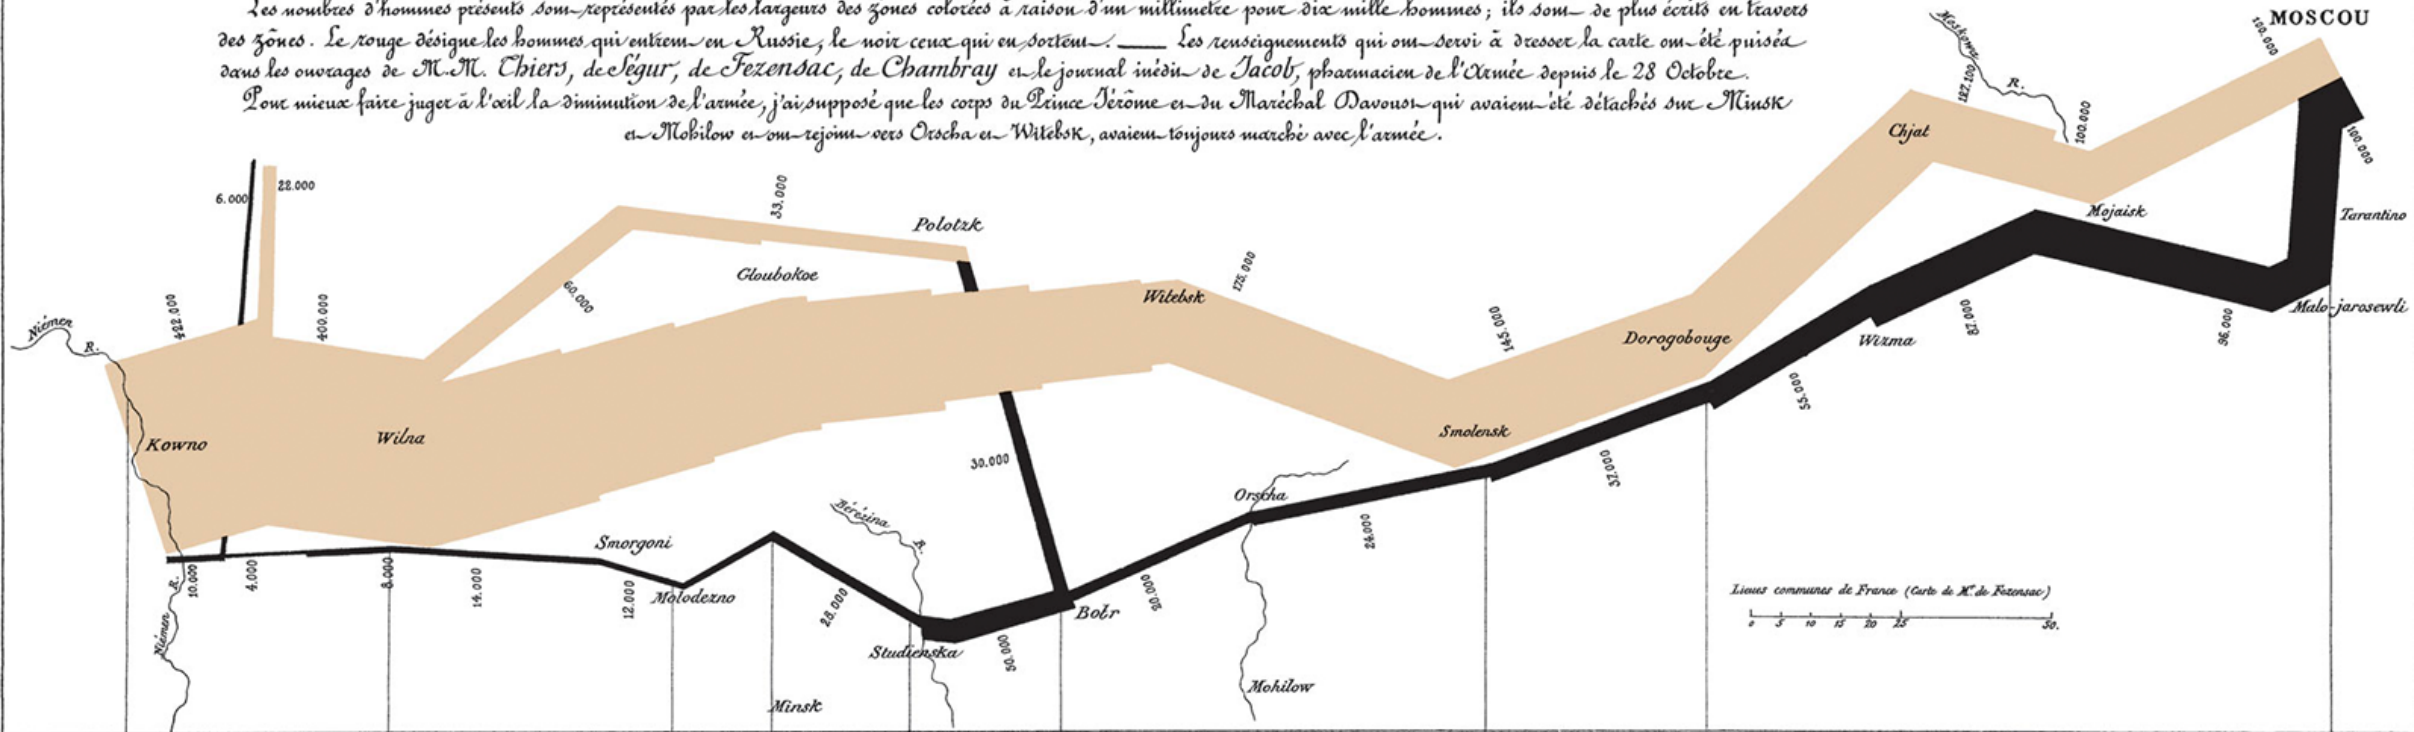 Les nombres d'hommes présents sont représentés par les largeurs des zones colorées à raison d'un millimètre pour dix mille hommes; ils sont de plus écrits en travers
des zônes. Le rouge désigne les hommes qui entrent en Russie, le noir ceux qui en sortent. — Les renseignements qui ont servi à dresser la carte ont été puisés
dans les ouvrages de M.M. Thiers, de Ségur, de Fezensac, de Chambray et le journal inédit de Jacob, pharmacien de l'Armée depuis le 28 Octobre.
Pour mieux faire juger à l'œil la diminution de l'armée, j'ai supposé que les corps du Prince Jérôme et du Maréchal Davoust qui avaient été détachés sur Minsk
et Mohilow et ont rejoint vers Orscha et Witebsk, avaient toujours marché avec l'armée.
MOSCOU
100.000
100.000
Moskowa
R.
127.100
100.000
Chjat
Mojaisk
Tarantino
Malo-jarosewli
6.000
22.000
33.000
Polotzk
Gloubokoe
60.000
422.000
400.000
Niémen
R.
Kowno
Wilna
Witebsk
175.000
145.000
Dorogobouge
Smolensk
Wizma
96.000
87.000
55.000
37.000
30.000
Orscha
24.000
Bérézina
R.
Smorgoni
Molodezno
10.000
4.000
8.000
14.000
12.000
28.000
Studienska
50.000
Bobr
20.000
R.
Niémen
Minsk
Mohilow
Lieues communes de France (Carte de M. de Fezensac)
0 5 10 15 20 25 50.